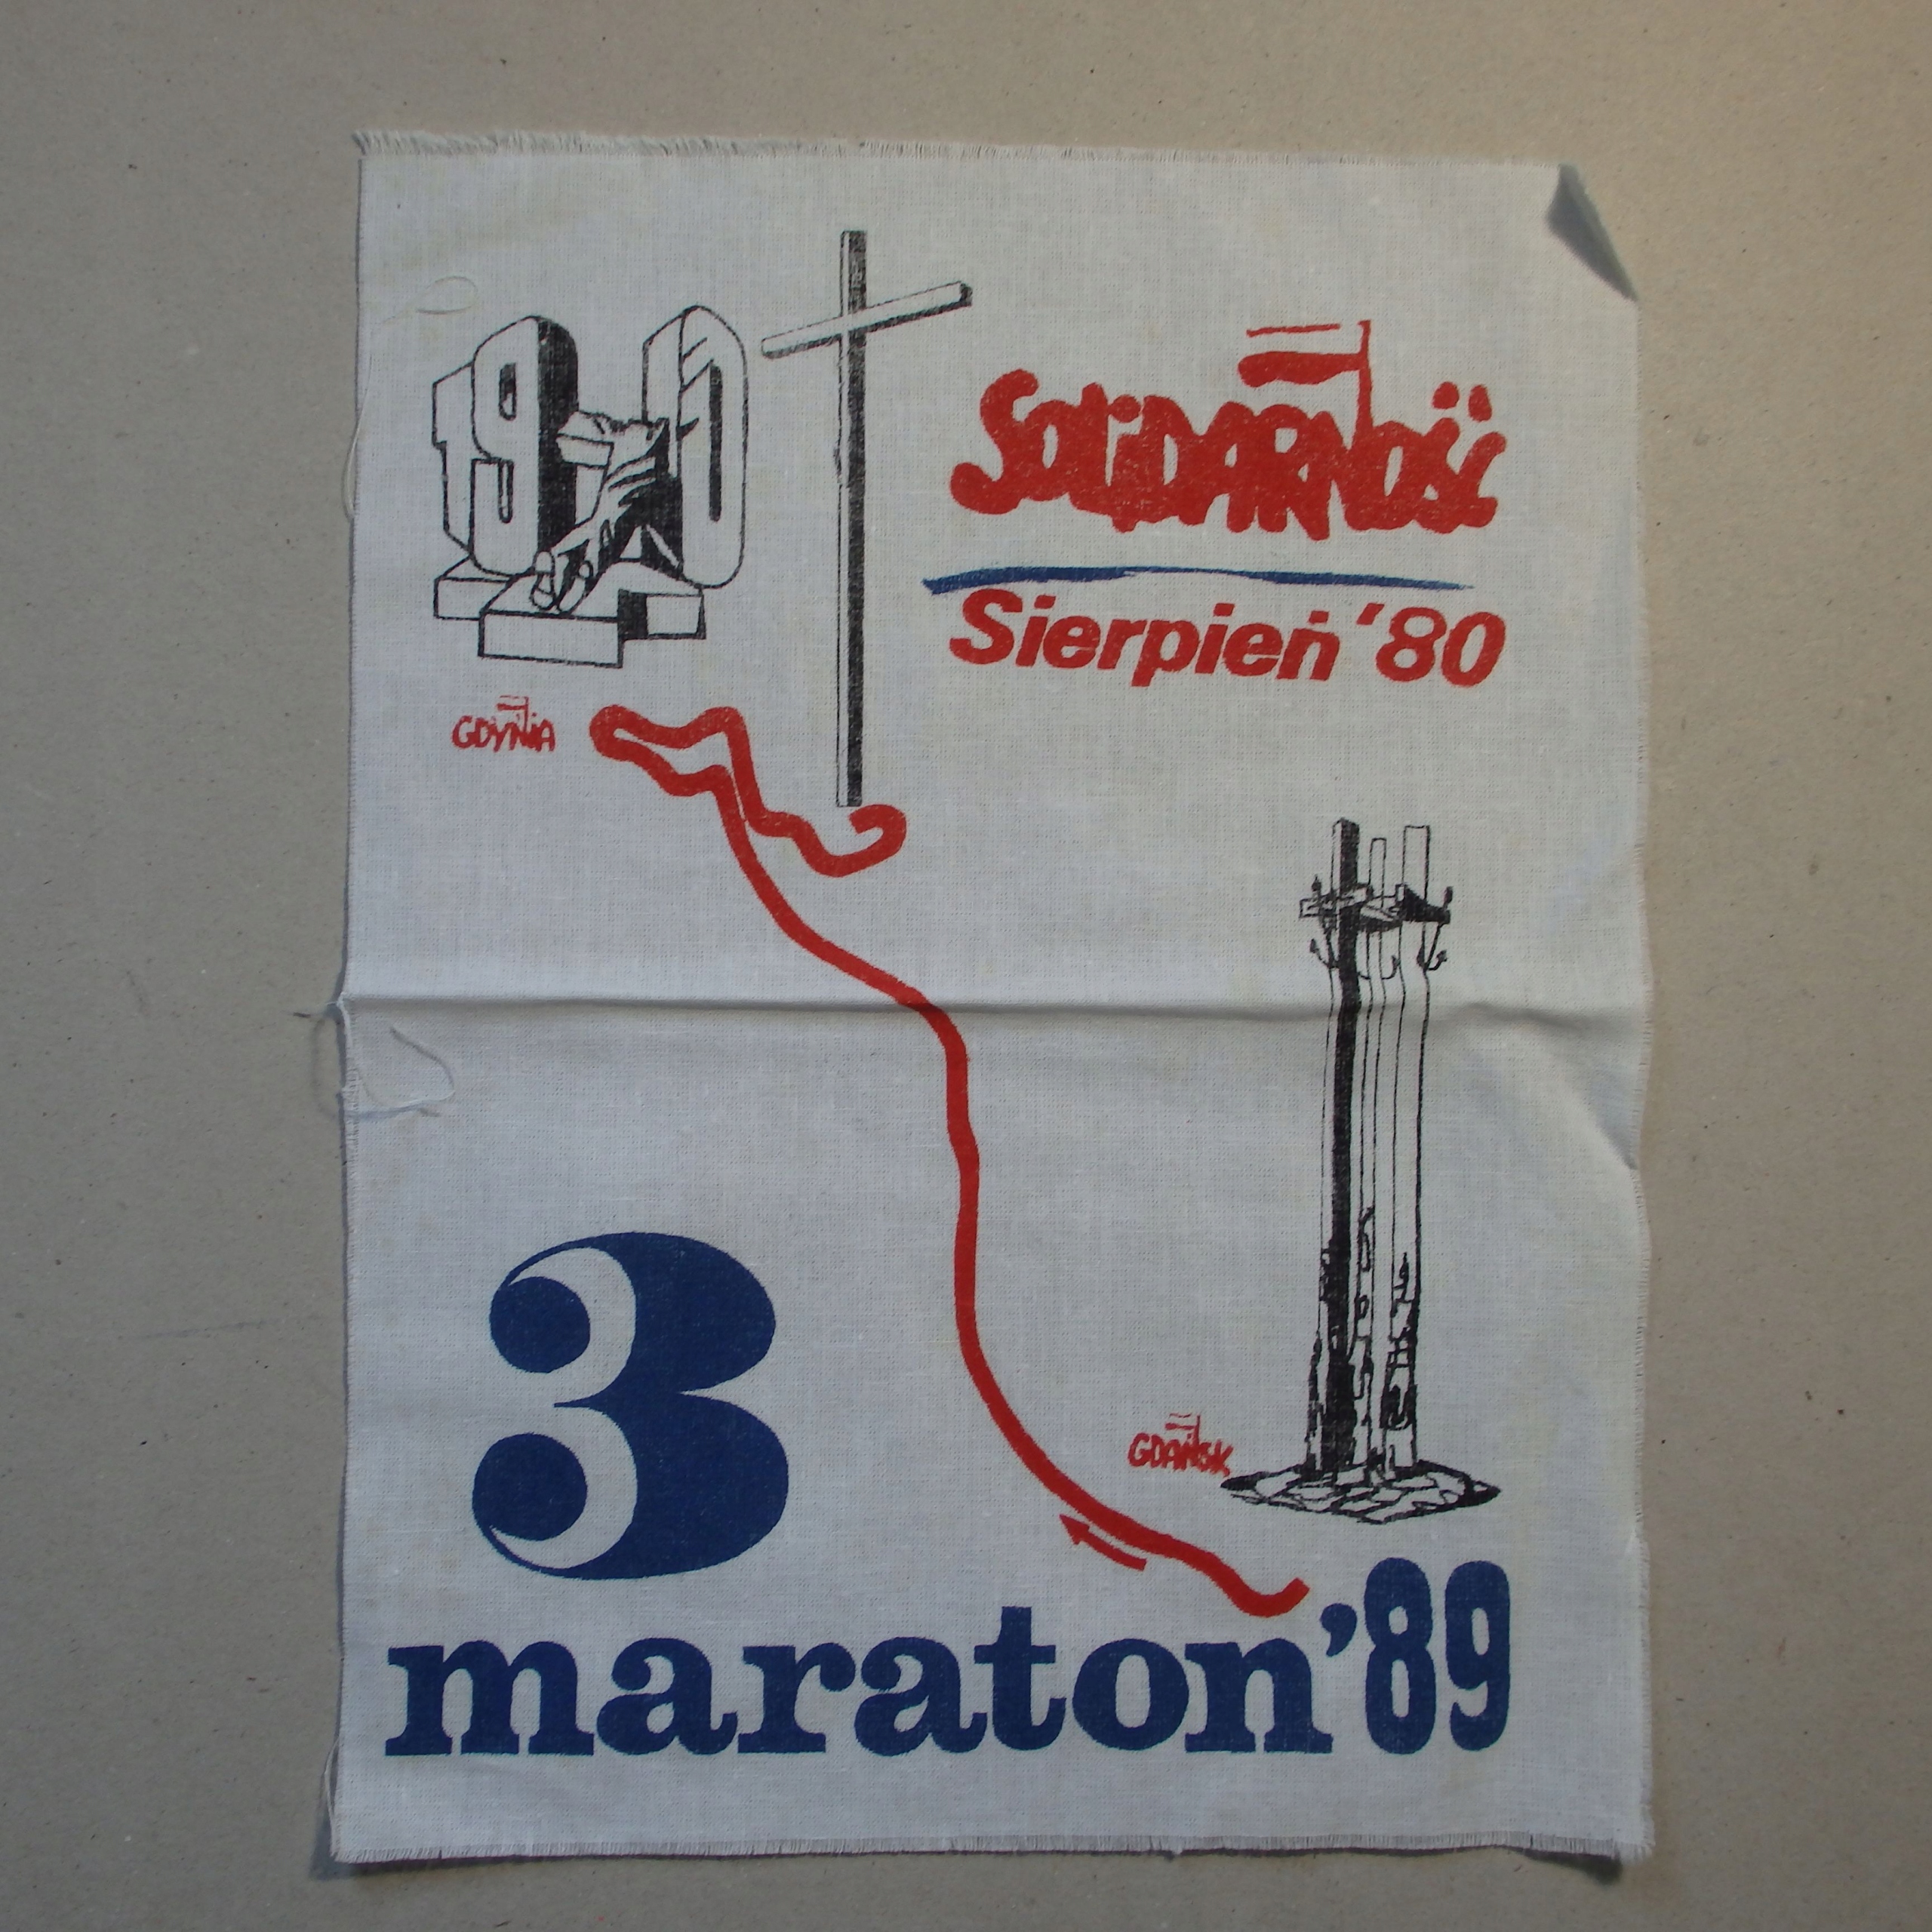 1970
SOLIDARNOŚĆ
Sierpień '80
GDYNIA
GDAŃSK
3
maraton '89